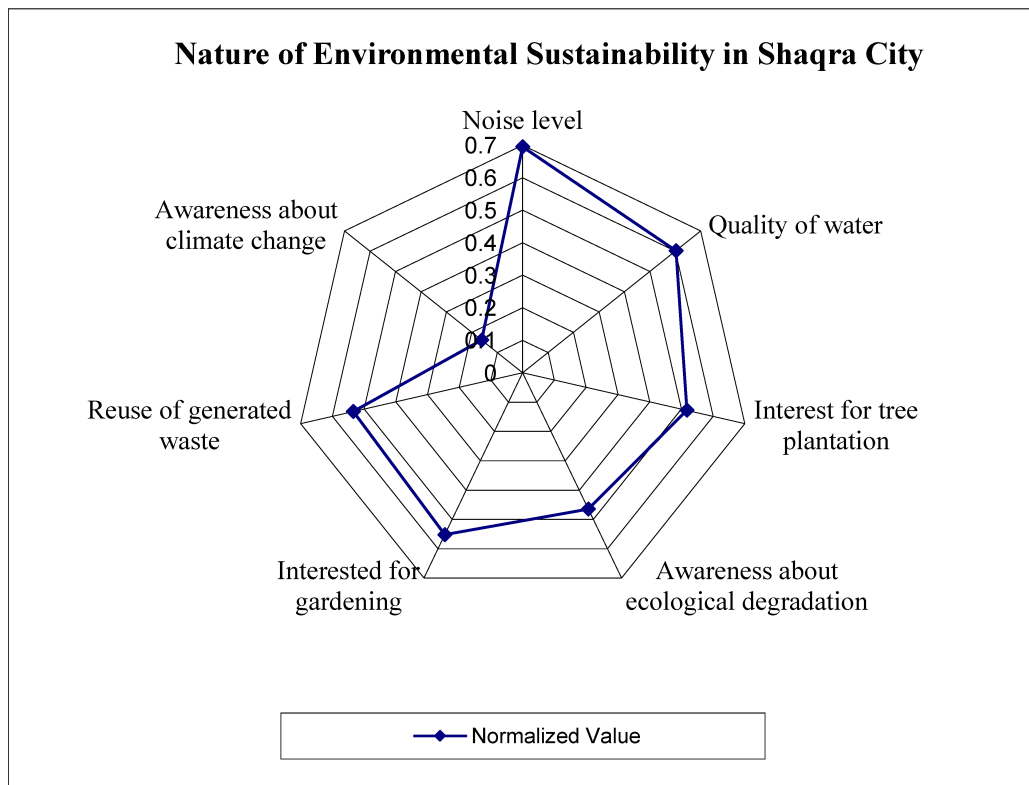 Nature of Environmental Sustainability in Shaqra City
Noise level
0.7
0.6
0.5
0.4
0.3
0.2
0.1
0
Quality of water
Interest for tree
plantation
Awareness about
ecological degradation
Interested for
gardening
Reuse of generated
waste
Awareness about
climate change
Normalized Value